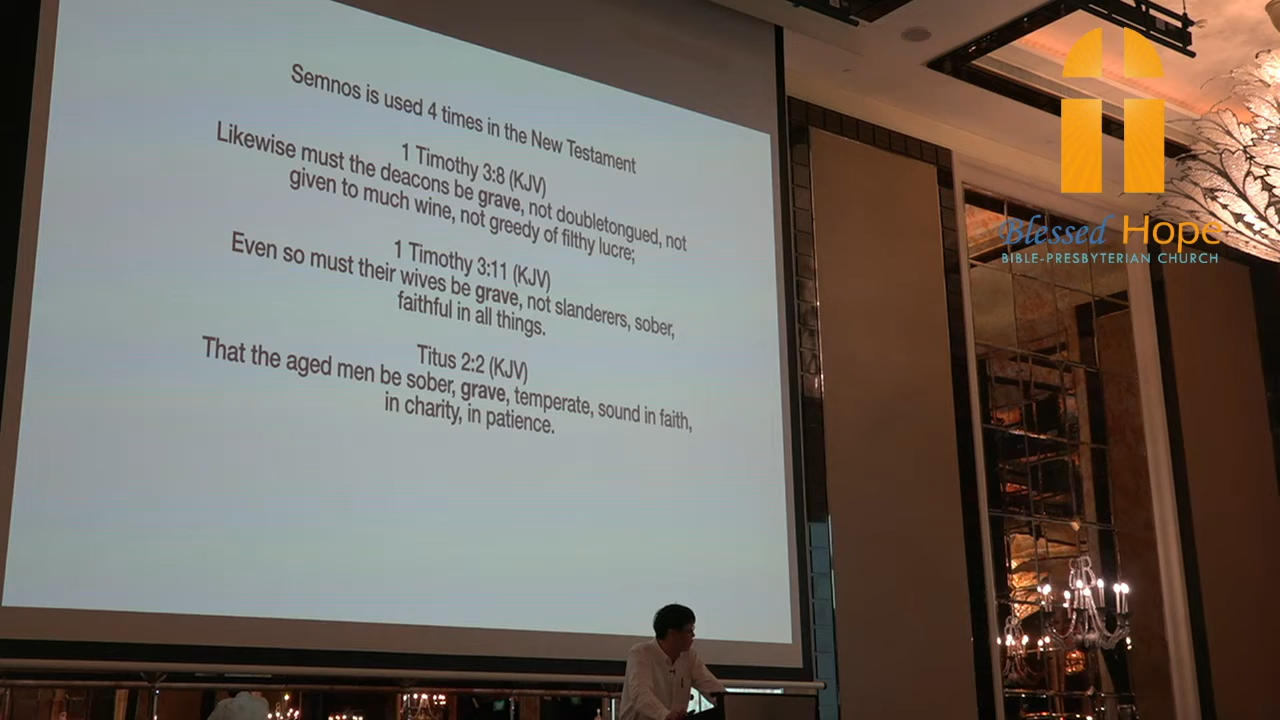 Semnos is used 4 times in the New Testament
1 Timothy 3:8 (KJV)
Likewise must the deacons be grave, not doubletongued, not
given to much wine, not greedy of filthy lucre;
1 Timothy 3:11 (KJV)
Even so must their wives be grave, not slanderers, sober,
faithful in all things.
Titus 2:2 (KJV)
That the aged men be sober, grave, temperate, sound in faith,
in charity, in patience.
Blessed Hope
BIBLE-PRESBYTERIAN CHURCH